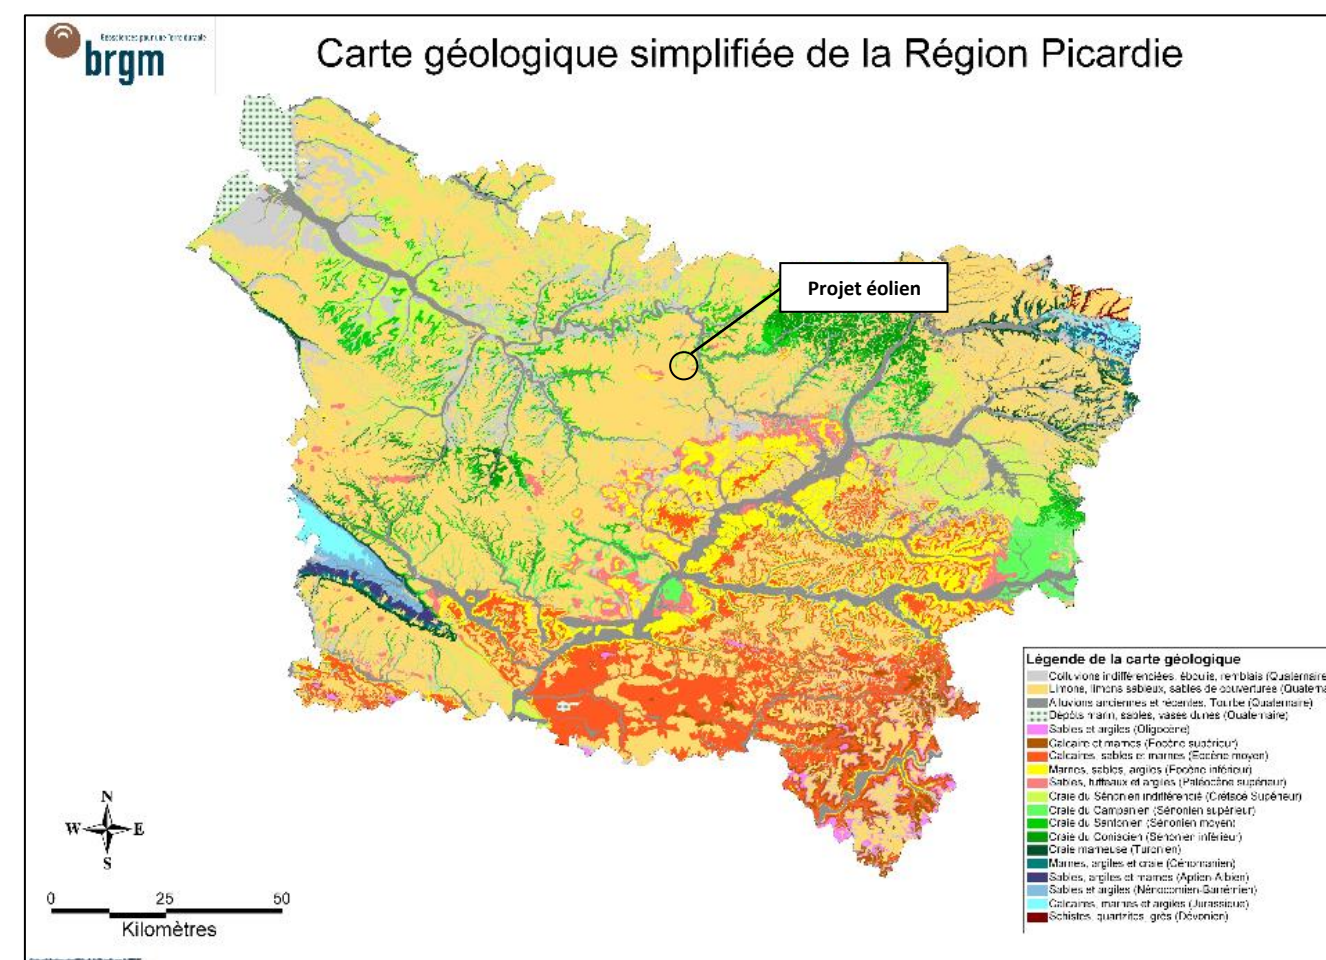 Géosciences pour une Terre durable
brgm
Carte géologique simplifiée de la Région Picardie
Projet éolien
Légende de la carte géologique
Colluvions indifférenciées, éboulis, remblais (Quaternaire
Limons, limons sableux, sables de couvertures (Quaterna
Alluvions anciennes et récentes, Tourbe (Quaternaire)
Dépôts marin, sables, vases dunes (Quaternaire)
Sables et argiles (Oligocène)
Calcaire et marnes (Eocène supérieur)
Calcaires, sables et marnes (Eocène moyen)
Marnes, sables, argiles (Eocène inférieur)
Sables, tuffeaux et argiles (Paléocène supérieur)
Craie du Sénonien indifférencié (Crétacé Supérieur)
Craie du Campanien (Sénonien supérieur)
Craie du Santonien (Sénonien moyen)
Craie du Coniacien (Sénonien inférieur)
Craie marneuse (Turonien)
Marnes, argiles et craie (Cénomanien)
Sables, argiles et marnes (Aptien-Albien)
Sables et argiles (Néocomien-Barrémien)
Calcaires, marnes et argiles (Jurassique)
Schistes, quartzites, grès (Dévonien)
N
W E
S
0 25 50
Kilomètres